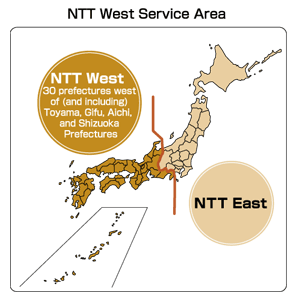 NTT West Service Area
NTT West
30 prefectures west
of (and including)
Toyama, Gifu, Aichi,
and Shizuoka
Prefectures
NTT East